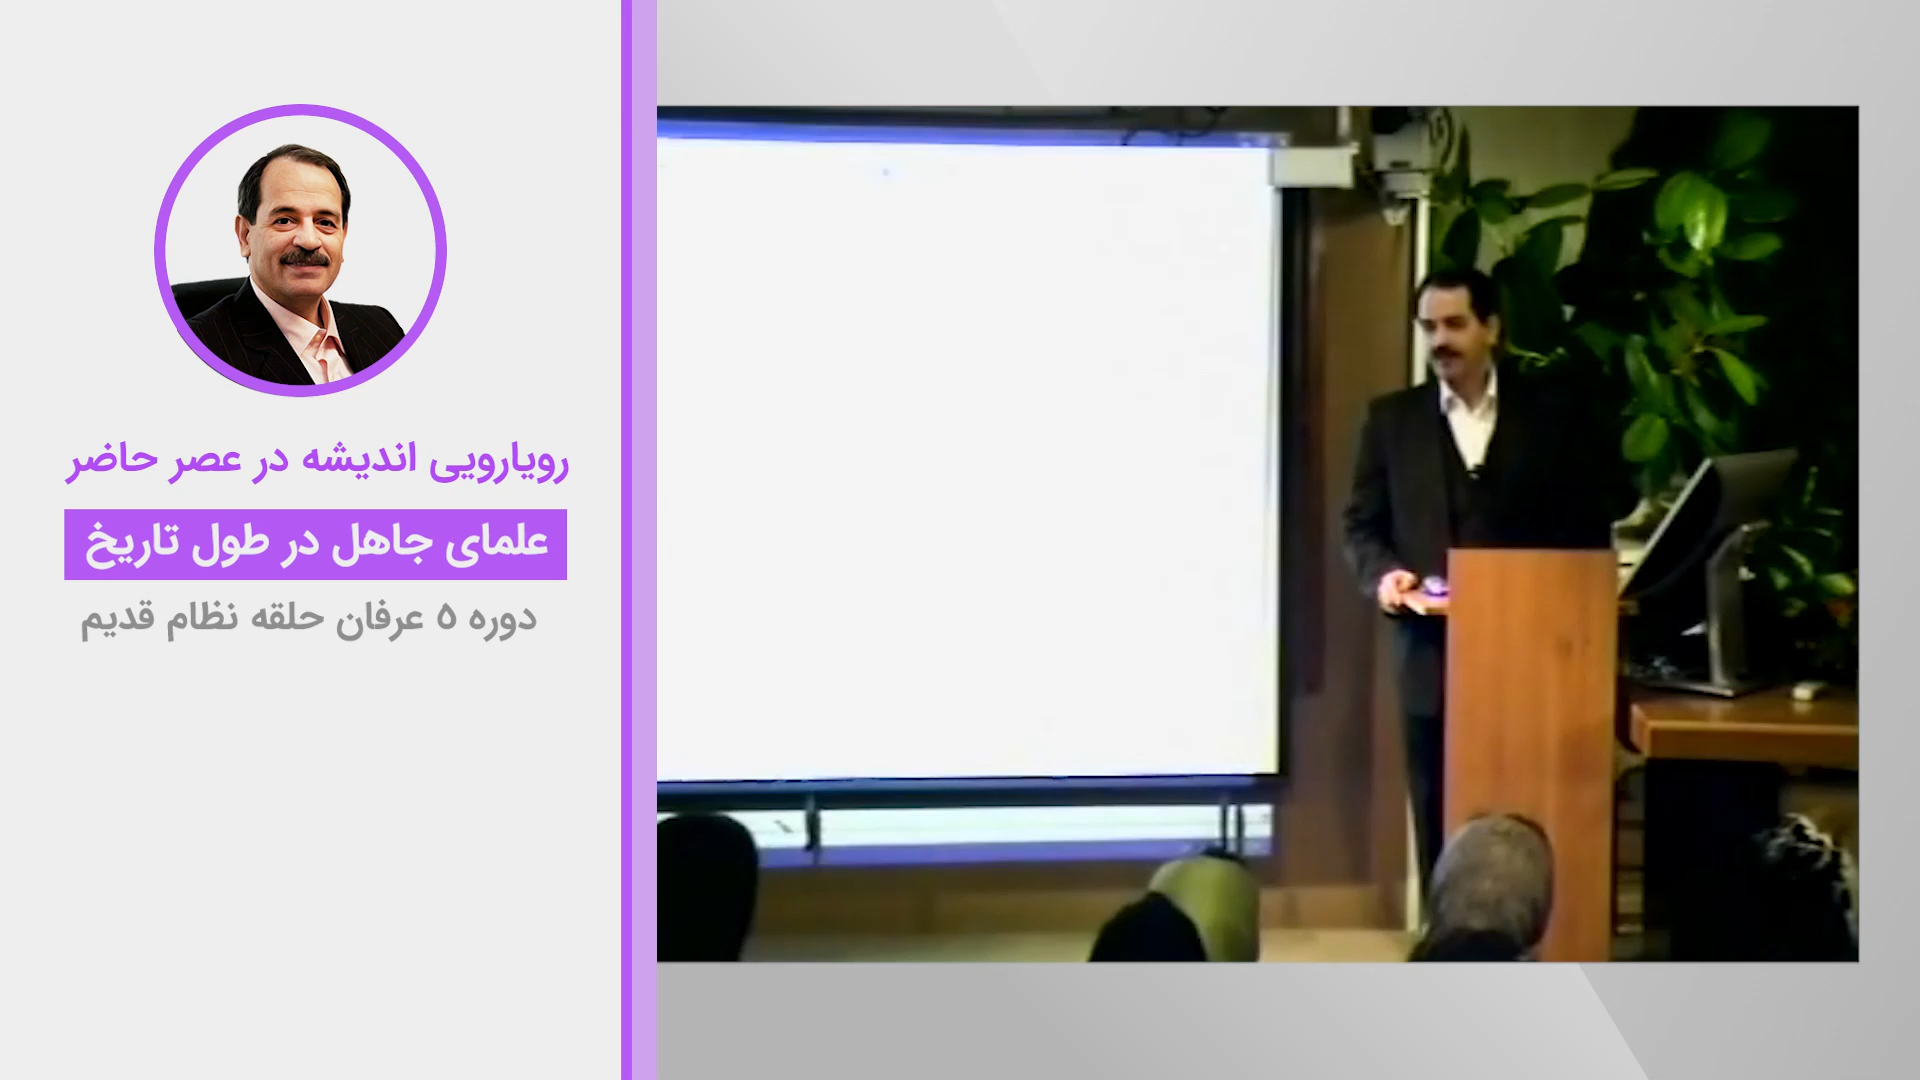 رویارویی اندیشه در عصر حاضر
علمای جاهل در طول تاریخ
دوره ۵ عرفان حلقه نظام قدیم